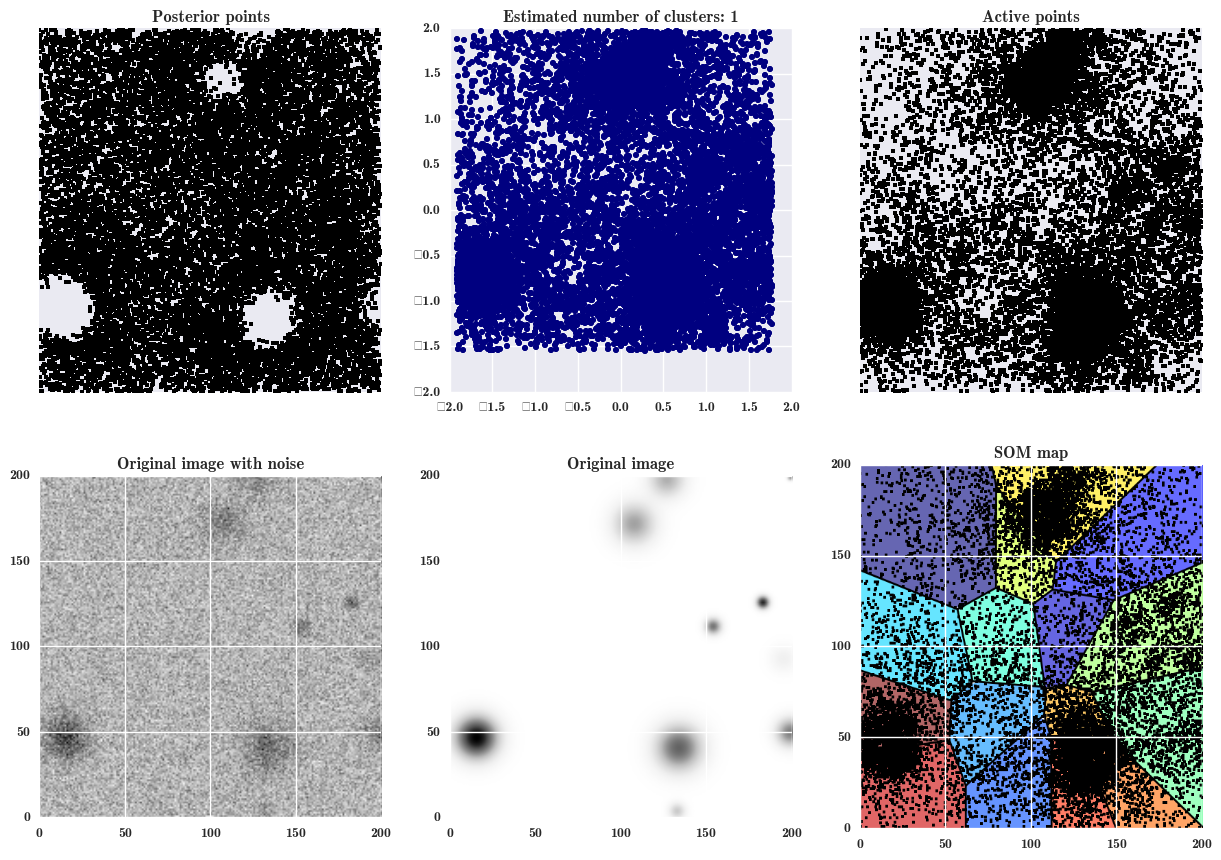 Posterior points
Estimated number of clusters: 1
Active points
2.0
1.5
1.0
0.5
0.0
□0.5
□1.0
□1.5
□2.0
□2.0 □1.5 □1.0 □0.5 0.0 0.5 1.0 1.5 2.0
Original image with noise
Original image
SOM map
200
150
100
50
0
0 50 100 150 200
200
150
100
50
0
0 50 100 150 200
200
150
100
50
0
0 50 100 150 200